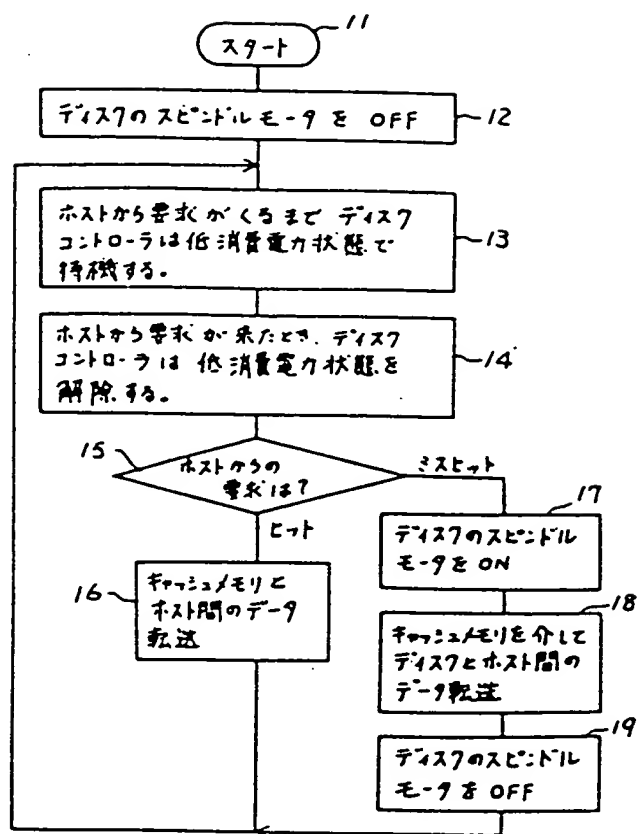 11
スタート
ディスクのスピンドルモータを OFF
12
ホストから要求がくるまで ディスク
コントローラは低消費電力状態で
待機する。
13
ホストから要求が来たとき、ディスク
コントローラは 低消費電力状態を
解除する。
14
15
ホストからの
要求は?
ミスヒット
ヒット
16
キャッシュメモリと
ホスト間のデータ
転送
17
ディスクのスピンドル
モータを ON
18
キャッシュメモリを介して
ディスクとホスト間の
データ転送
19
ディスクのスピンドル
モータを OFF